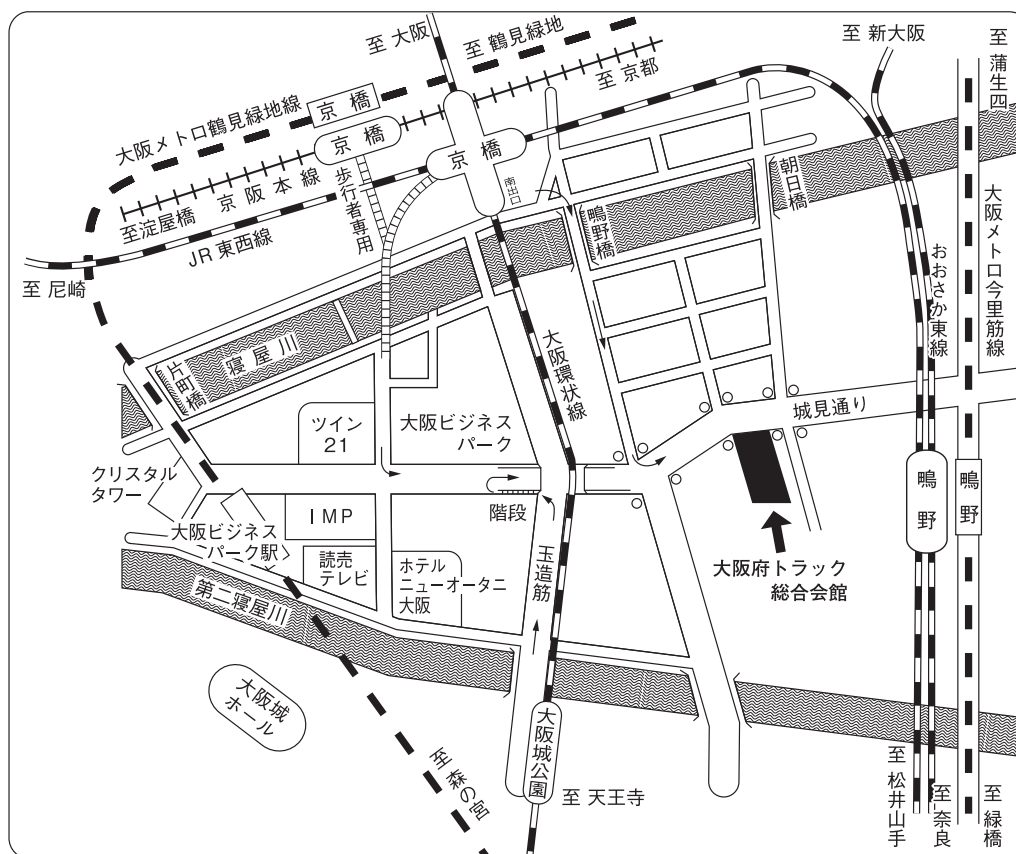 至 大阪
至 鶴見緑地
至 京都
至 新大阪
至 蒲生四
大阪メトロ鶴見緑地線
京橋
京橋
京橋
南出口
至淀屋橋
京阪本線
歩行者専用
JR東西線
至 尼崎
鴫野橋
朝日橋
大阪メトロ今里筋線
おおさか東線
寝屋川
片町橋
大阪環状線
城見通り
ツイン
21
大阪ビジネス
パーク
クリスタル
タワー
階段
IMP
大阪ビジネス
パーク駅
読売
テレビ
ホテル
ニューオータニ
大阪
玉造筋
鴫野
鴫野
大阪府トラック
総合会館
第二寝屋川
大阪城
ホール
大阪城公園
至 森の宮
至 天王寺
至 松井山手
至 奈良
至 緑橋